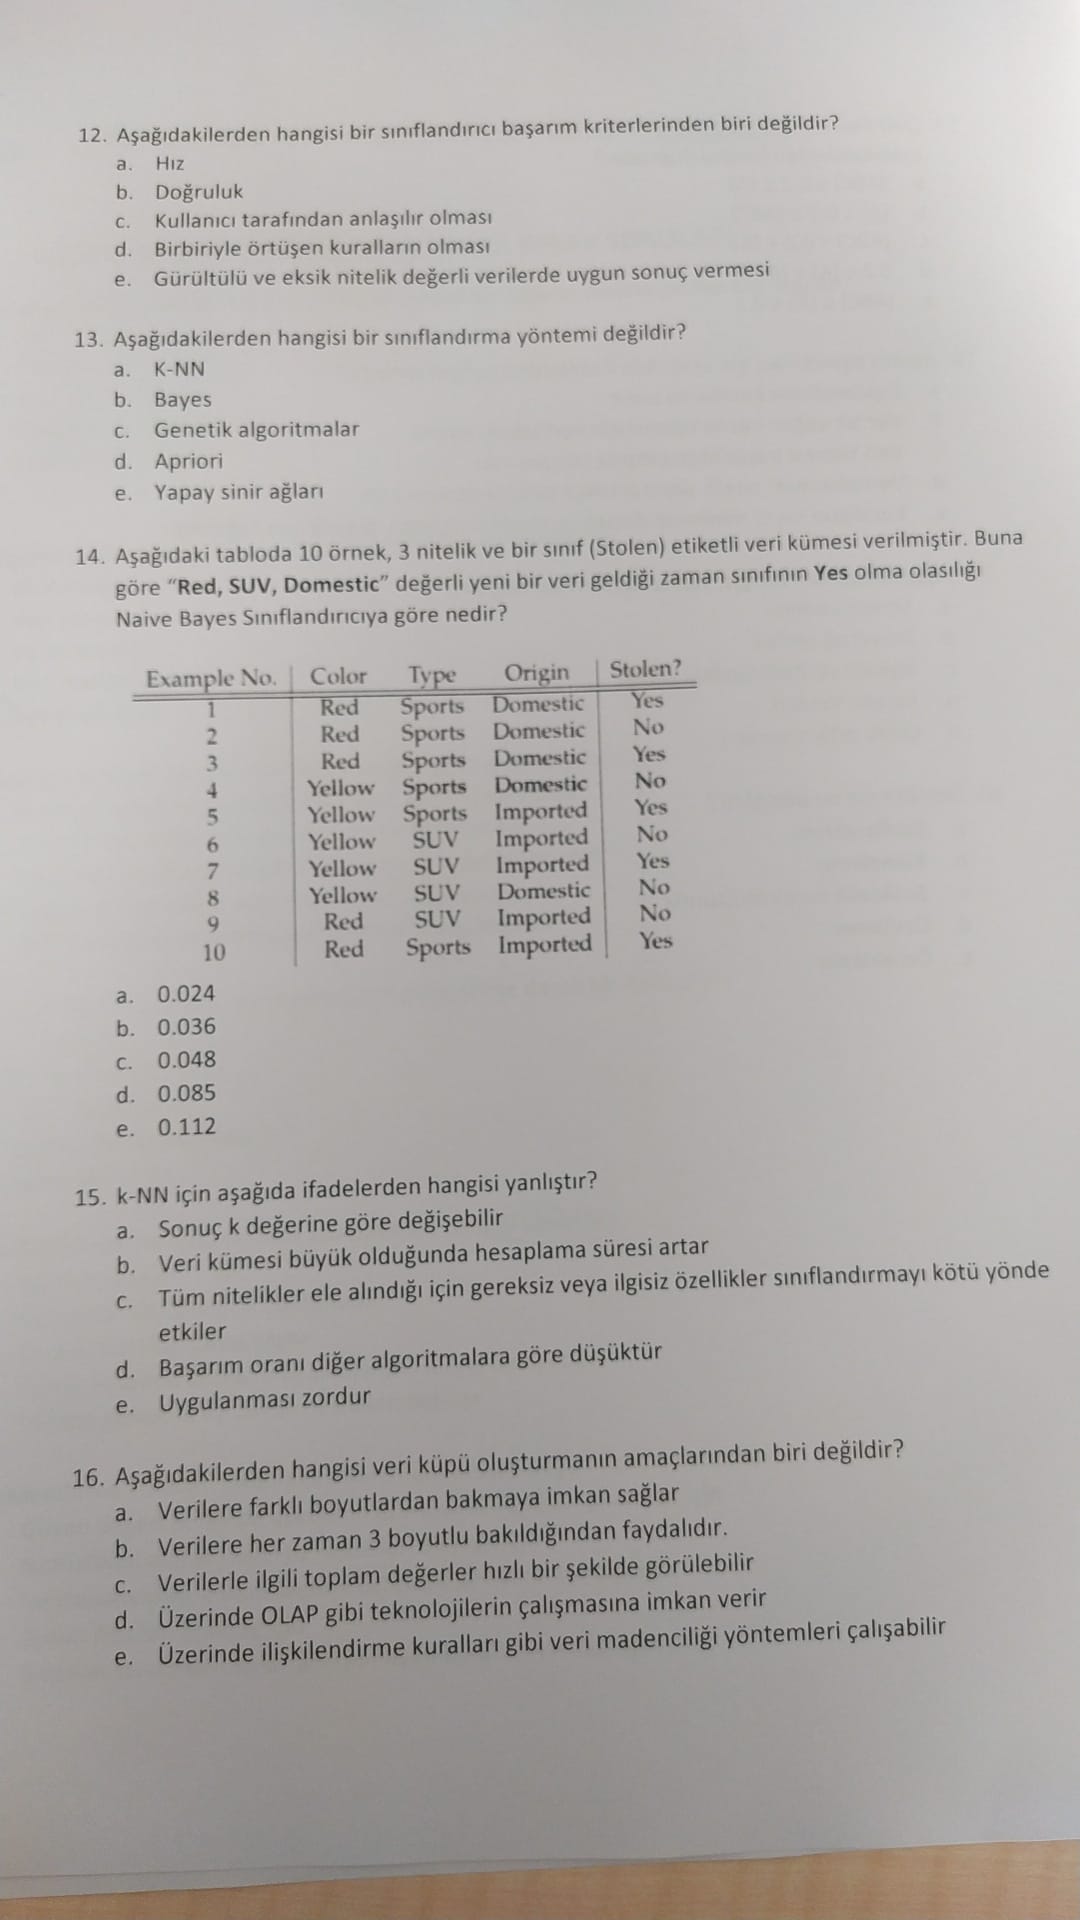 12. Aşağıdakilerden hangisi bir sınıflandırıcı başarım kriterlerinden biri değildir?
a. Hız
b. Doğruluk
c. Kullanıcı tarafından anlaşılır olması
d. Birbiriyle örtüşen kuralların olması
e. Gürültülü ve eksik nitelik değerli verilerde uygun sonuç vermesi
13. Aşağıdakilerden hangisi bir sınıflandırma yöntemi değildir?
a. K-NN
b. Bayes
c. Genetik algoritmalar
d. Apriori
e. Yapay sinir ağları
14. Aşağıdaki tabloda 10 örnek, 3 nitelik ve bir sınıf (Stolen) etiketli veri kümesi verilmiştir. Buna
göre “Red, SUV, Domestic” değerli yeni bir veri geldiği zaman sınıfının Yes olma olasılığı
Naive Bayes Sınıflandırıcıya göre nedir?
Example No. Color Type Origin Stolen?
1 Red Sports Domestic Yes
2 Red Sports Domestic No
3 Red Sports Domestic Yes
4 Yellow Sports Domestic No
5 Yellow Sports Imported Yes
6 Yellow SUV Imported No
7 Yellow SUV Imported Yes
8 Yellow SUV Domestic No
9 Red SUV Imported No
10 Red Sports Imported Yes
a. 0.024
b. 0.036
c. 0.048
d. 0.085
e. 0.112
15. k-NN için aşağıda ifadelerden hangisi yanlıştır?
a. Sonuç k değerine göre değişebilir
b. Veri kümesi büyük olduğunda hesaplama süresi artar
c. Tüm nitelikler ele alındığı için gereksiz veya ilgisiz özellikler sınıflandırmayı kötü yönde
etkiler
d. Başarım oranı diğer algoritmalara göre düşüktür
e. Uygulanması zordur
16. Aşağıdakilerden hangisi veri küpü oluşturmanın amaçlarından biri değildir?
a. Verilere farklı boyutlardan bakmaya imkan sağlar
b. Verilere her zaman 3 boyutlu bakıldığından faydalıdır.
c. Verilerle ilgili toplam değerler hızlı bir şekilde görülebilir
d. Üzerinde OLAP gibi teknolojilerin çalışmasına imkan verir
e. Üzerinde ilişkilendirme kuralları gibi veri madenciliği yöntemleri çalışabilir